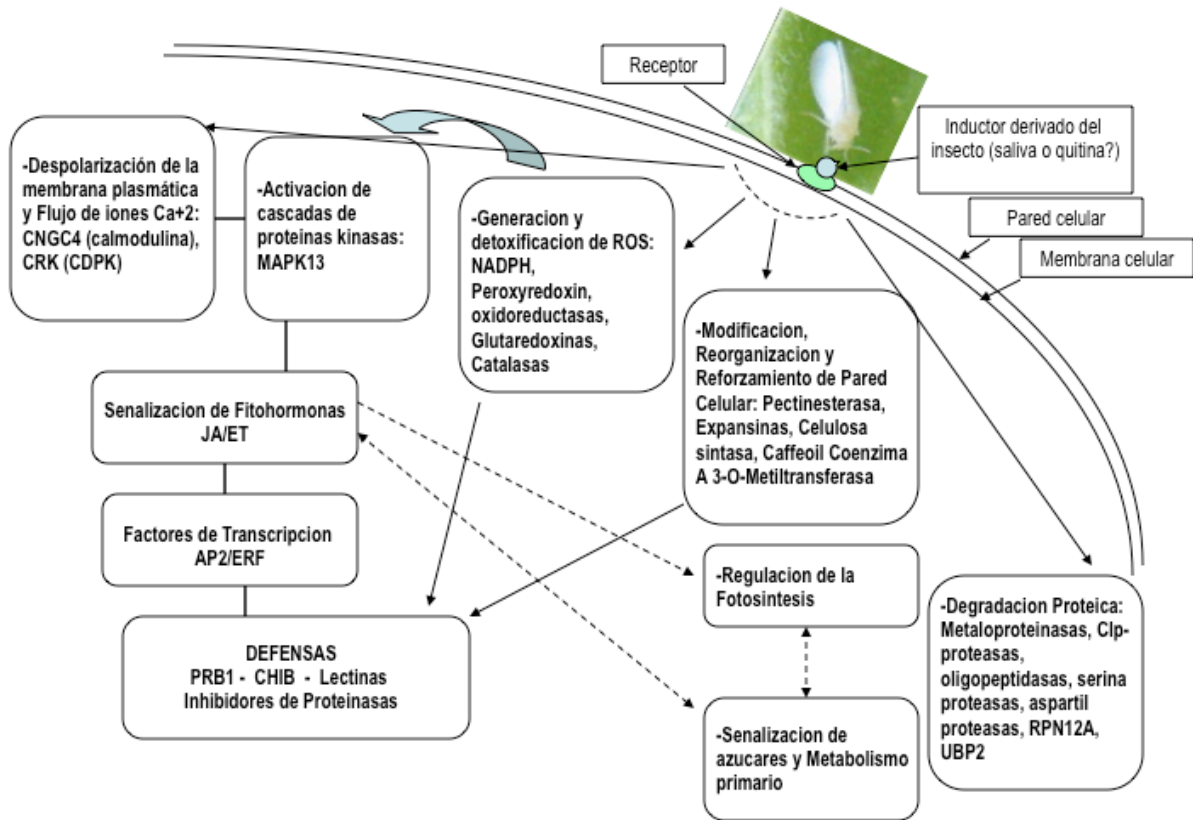 Receptor
Inductor derivado del
insecto (saliva o quitina?)
Pared celular
Membrana celular
-Despolarización de la
membrana plasmática
y Flujo de iones Ca+2:
CNGC4 (calmodulina),
CRK (CDPK)
-Activacion de
cascadas de
proteinas kinasas:
MAPK13
-Generacion y
detoxificacion de ROS:
NADPH,
Peroxyredoxin,
oxidoreductasas,
Glutaredoxinas,
Catalasas
-Modificacion,
Reorganizacion y
Reforzamiento de Pared
Celular: Pectinesterasa,
Expansinas, Celulosa
sintasa, Caffeoil Coenzima
A 3-O-Metiltransferasa
Senalizacion de Fitohormonas
JA/ET
Factores de Transcripcion
AP2/ERF
DEFENSAS
PRB1 - CHIB - Lectinas
Inhibidores de Proteinasas
-Regulacion de la
Fotosintesis
-Senalizacion de
azucares y Metabolismo
primario
-Degradacion Proteica:
Metaloproteinasas, Clp-
proteasas,
oligopeptidasas, serina
proteasas, aspartil
proteasas, RPN12A,
UBP2